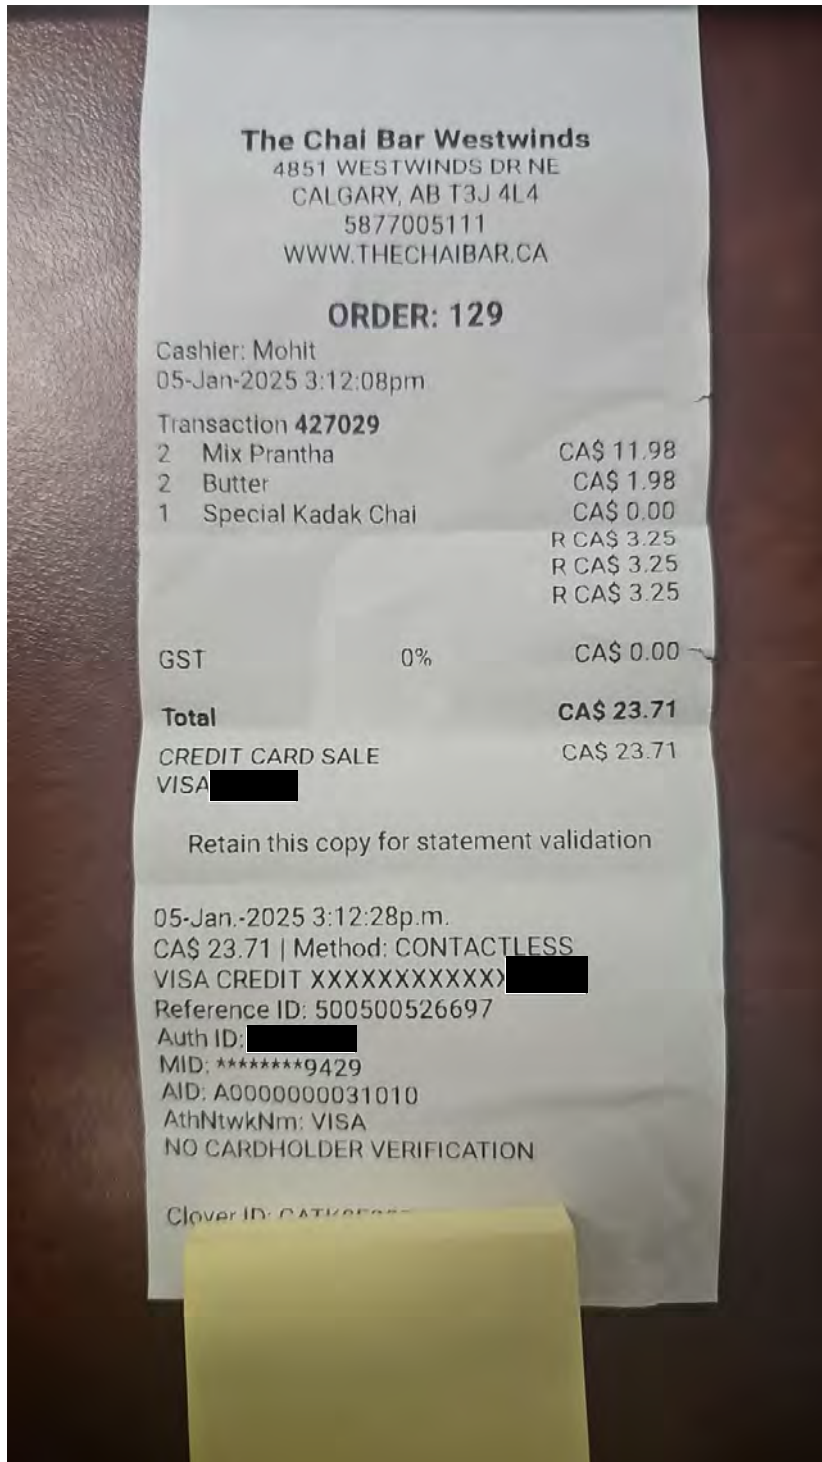 The Chai Bar Westwinds
4851 WESTWINDS DR NE
CALGARY, AB T3J 4L4
5877005111
WWW.THECHAIBAR.CA
ORDER: 129
Cashier: Mohit
05-Jan-2025 3:12:08pm
Transaction 427029
2 Mix Prantha CA$ 11.98
2 Butter CA$ 1.98
1 Special Kadak Chai CA$ 0.00
R CA$ 3.25
R CA$ 3.25
R CA$ 3.25
GST 0% CA$ 0.00
Total CA$ 23.71
CREDIT CARD SALE CA$ 23.71
VISA
Retain this copy for statement validation
05-Jan.-2025 3:12:28p.m.
CA$ 23.71 | Method: CONTACTLESS
VISA CREDIT XXXXXXXXXXXX
Reference ID: 500500526697
Auth ID:
MID: ********9429
AID: A0000000031010
AthNtwkNm: VISA
NO CARDHOLDER VERIFICATION
Clover ID: